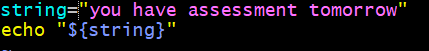 string="you have assessment tomorrow"
echo "${string}"